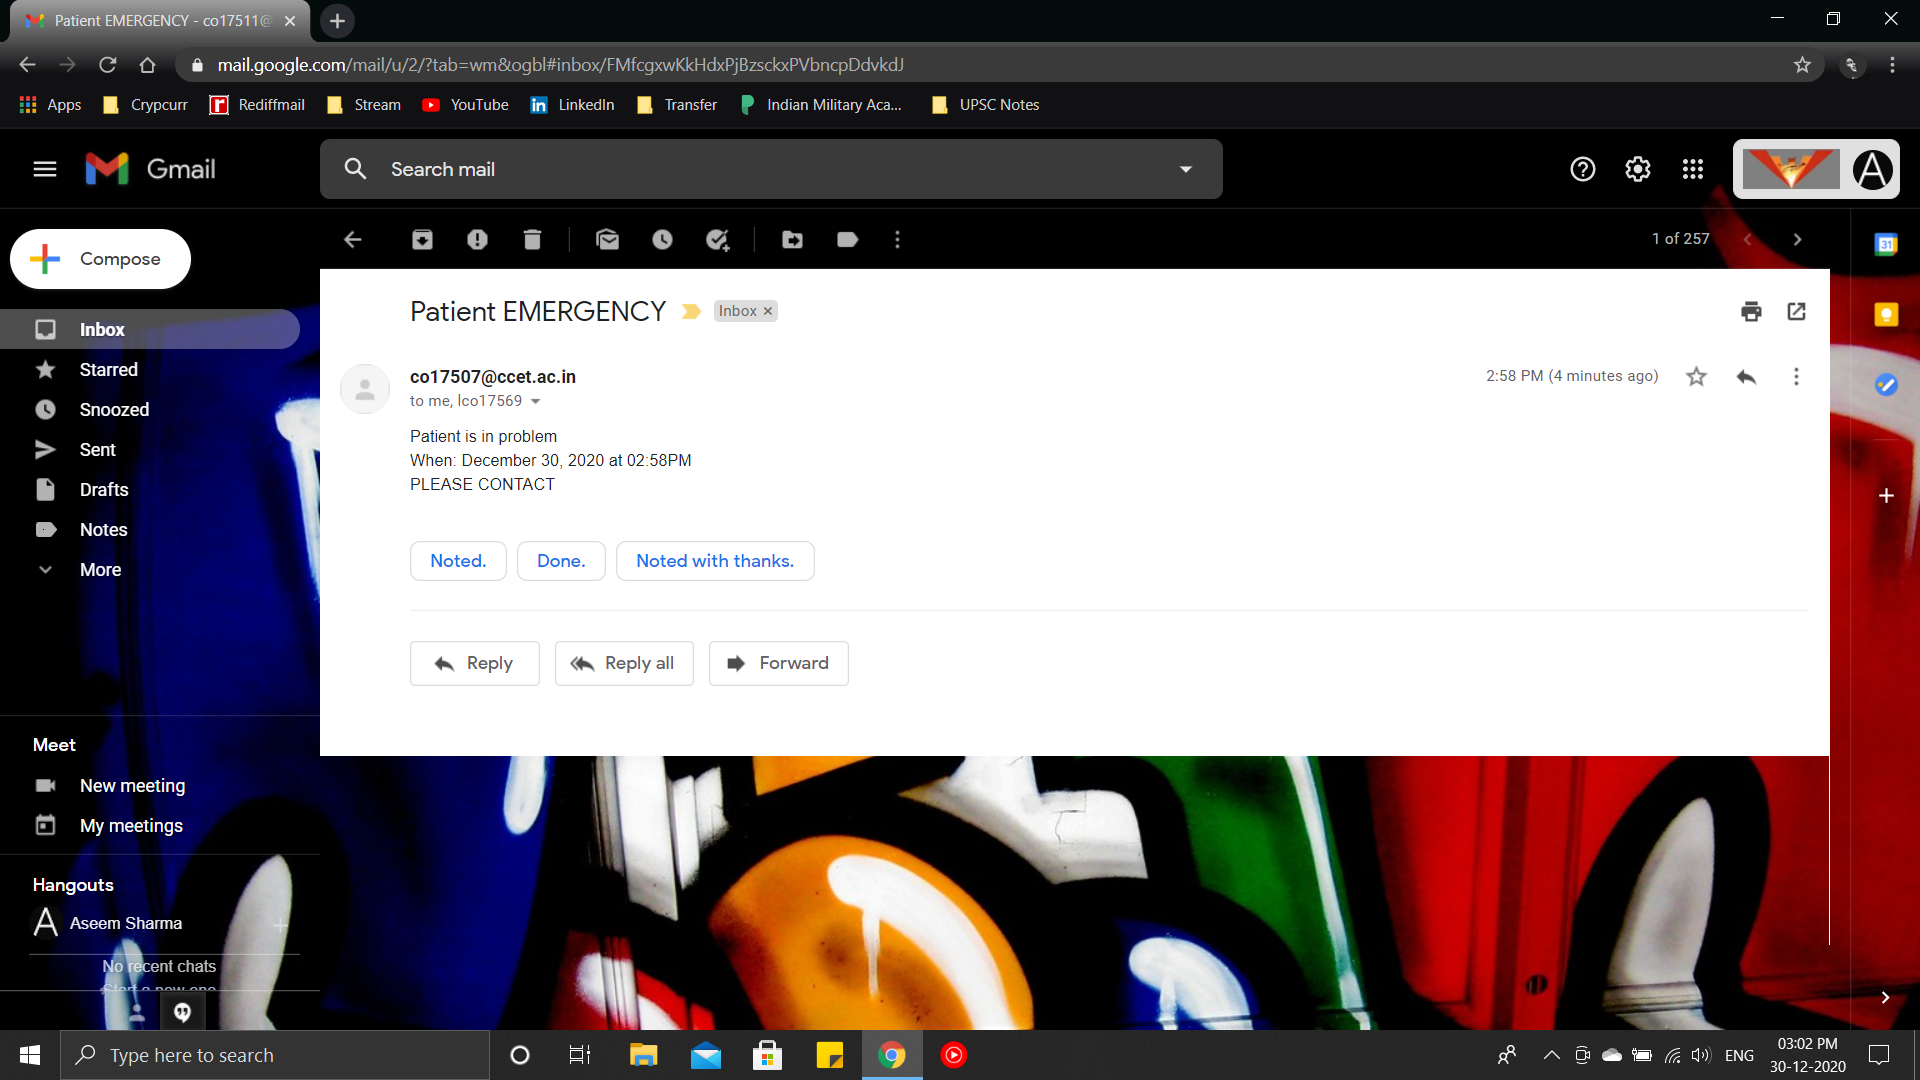 Patient EMERGENCY - co17511@
mail.google.com/mail/u/2/?tab=wm&ogbl#inbox/FMfcgxwKkHdxPjBzsckxPVbncpDdvkdJ
Apps Crypcurr Rediffmail Stream YouTube LinkedIn Transfer Indian Military Aca... UPSC Notes
Gmail
Search mail
A
Compose
1 of 257
31
Inbox
Starred
Snoozed
Sent
Drafts
Notes
More
Patient EMERGENCY Inbox ×
co17507@ccet.ac.in
2:58 PM (4 minutes ago)
to me, lco17569
Patient is in problem
When: December 30, 2020 at 02:58PM
PLEASE CONTACT
Noted. Done. Noted with thanks.
Reply Reply all Forward
Meet
New meeting
My meetings
Hangouts
A Aseem Sharma
No recent chats
Start a new one
Type here to search
ENG
03:02 PM
30-12-2020